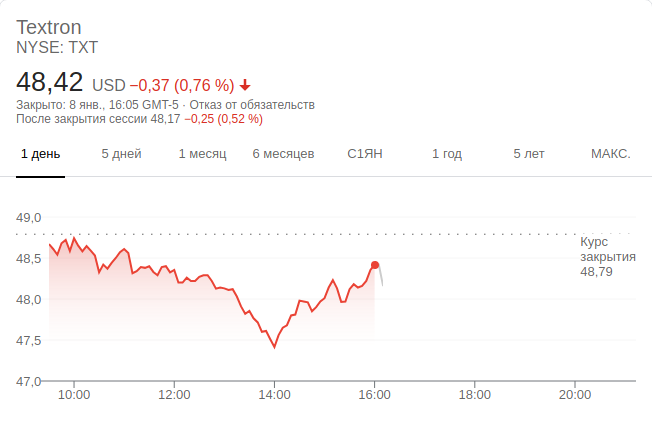 Textron
NYSE: TXT
48,42 USD −0,37 (0,76 %)
Закрыто: 8 янв., 16:05 GMT-5 · Отказ от обязательств
После закрытия сессии 48,17 −0,25 (0,52 %)
1 день 5 дней 1 месяц 6 месяцев С1ЯН 1 год 5 лет МАКС.
49,0
Курс
закрытия
48,79
48,5
48,0
47,5
47,0
10:00 12:00 14:00 16:00 18:00 20:00